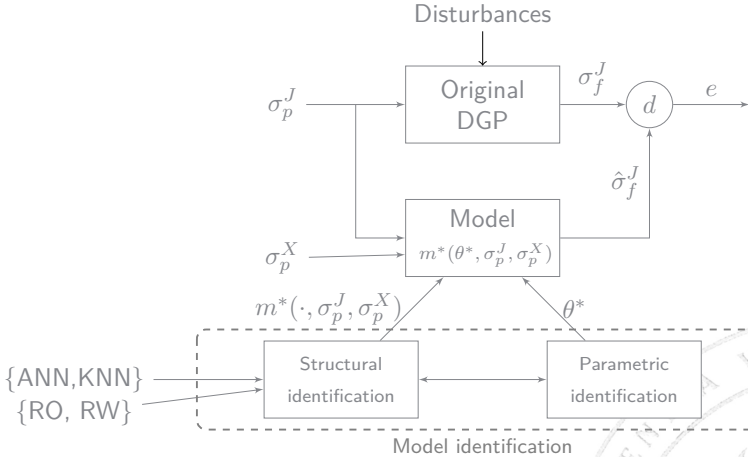 Disturbances
σ_p^J
Original
DGP
σ_f^J
d
e
σ̂_f^J
Model
m*(θ*, σ_p^J, σ_p^X)
σ_p^X
m*(·, σ_p^J, σ_p^X)
θ*
Structural
identification
Parametric
identification
{ANN,KNN}
{RO, RW}
Model identification